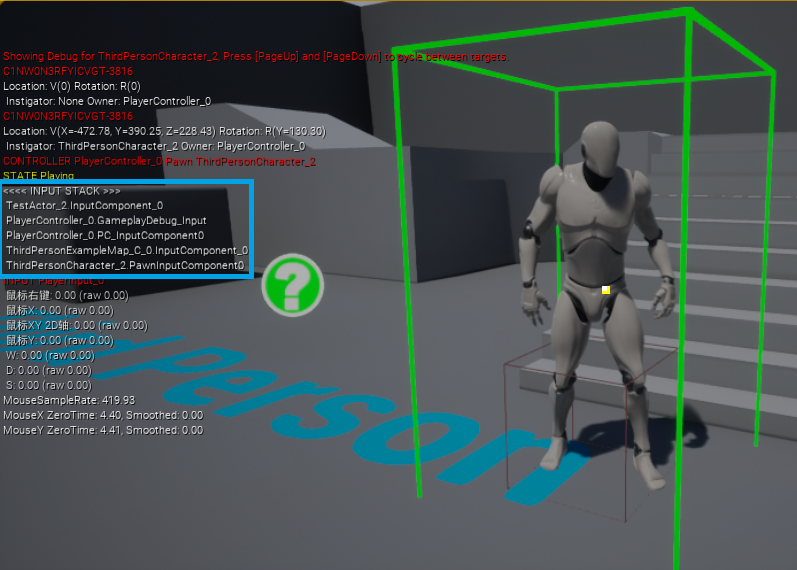 Showing Debug for ThirdPersonCharacter_2, Press [PageUp] and [PageDown] to cycle between targets.
C1NW0N3RFYICVGT-3816
Location: V(0) Rotation: R(0)
Instigator: None Owner: PlayerController_0
C1NW0N3RFYICVGT-3816
Location: V(X=-472.78, Y=390.25, Z=228.43) Rotation: R(Y=130.30)
Instigator: ThirdPersonCharacter_2 Owner: PlayerController_0
CONTROLLER PlayerController_0 Pawn ThirdPersonCharacter_2
STATE Playing
<<<< INPUT STACK >>>
TestActor_2.InputComponent_0
PlayerController_0.GameplayDebug_Input
PlayerController_0.PC_InputComponent0
ThirdPersonExampleMap_C_0.InputComponent_0
ThirdPersonCharacter_2.PawnInputComponent0
INPUT PlayerInput_0
鼠标右键: 0.00 (raw 0.00)
鼠标X: 0.00 (raw 0.00)
鼠标XY 2D轴: 0.00 (raw 0.00)
鼠标Y: 0.00 (raw 0.00)
W: 0.00 (raw 0.00)
D: 0.00 (raw 0.00)
S: 0.00 (raw 0.00)
MouseSampleRate: 419.93
MouseX ZeroTime: 4.40, Smoothed: 0.00
MouseY ZeroTime: 4.41, Smoothed: 0.00
?
Person